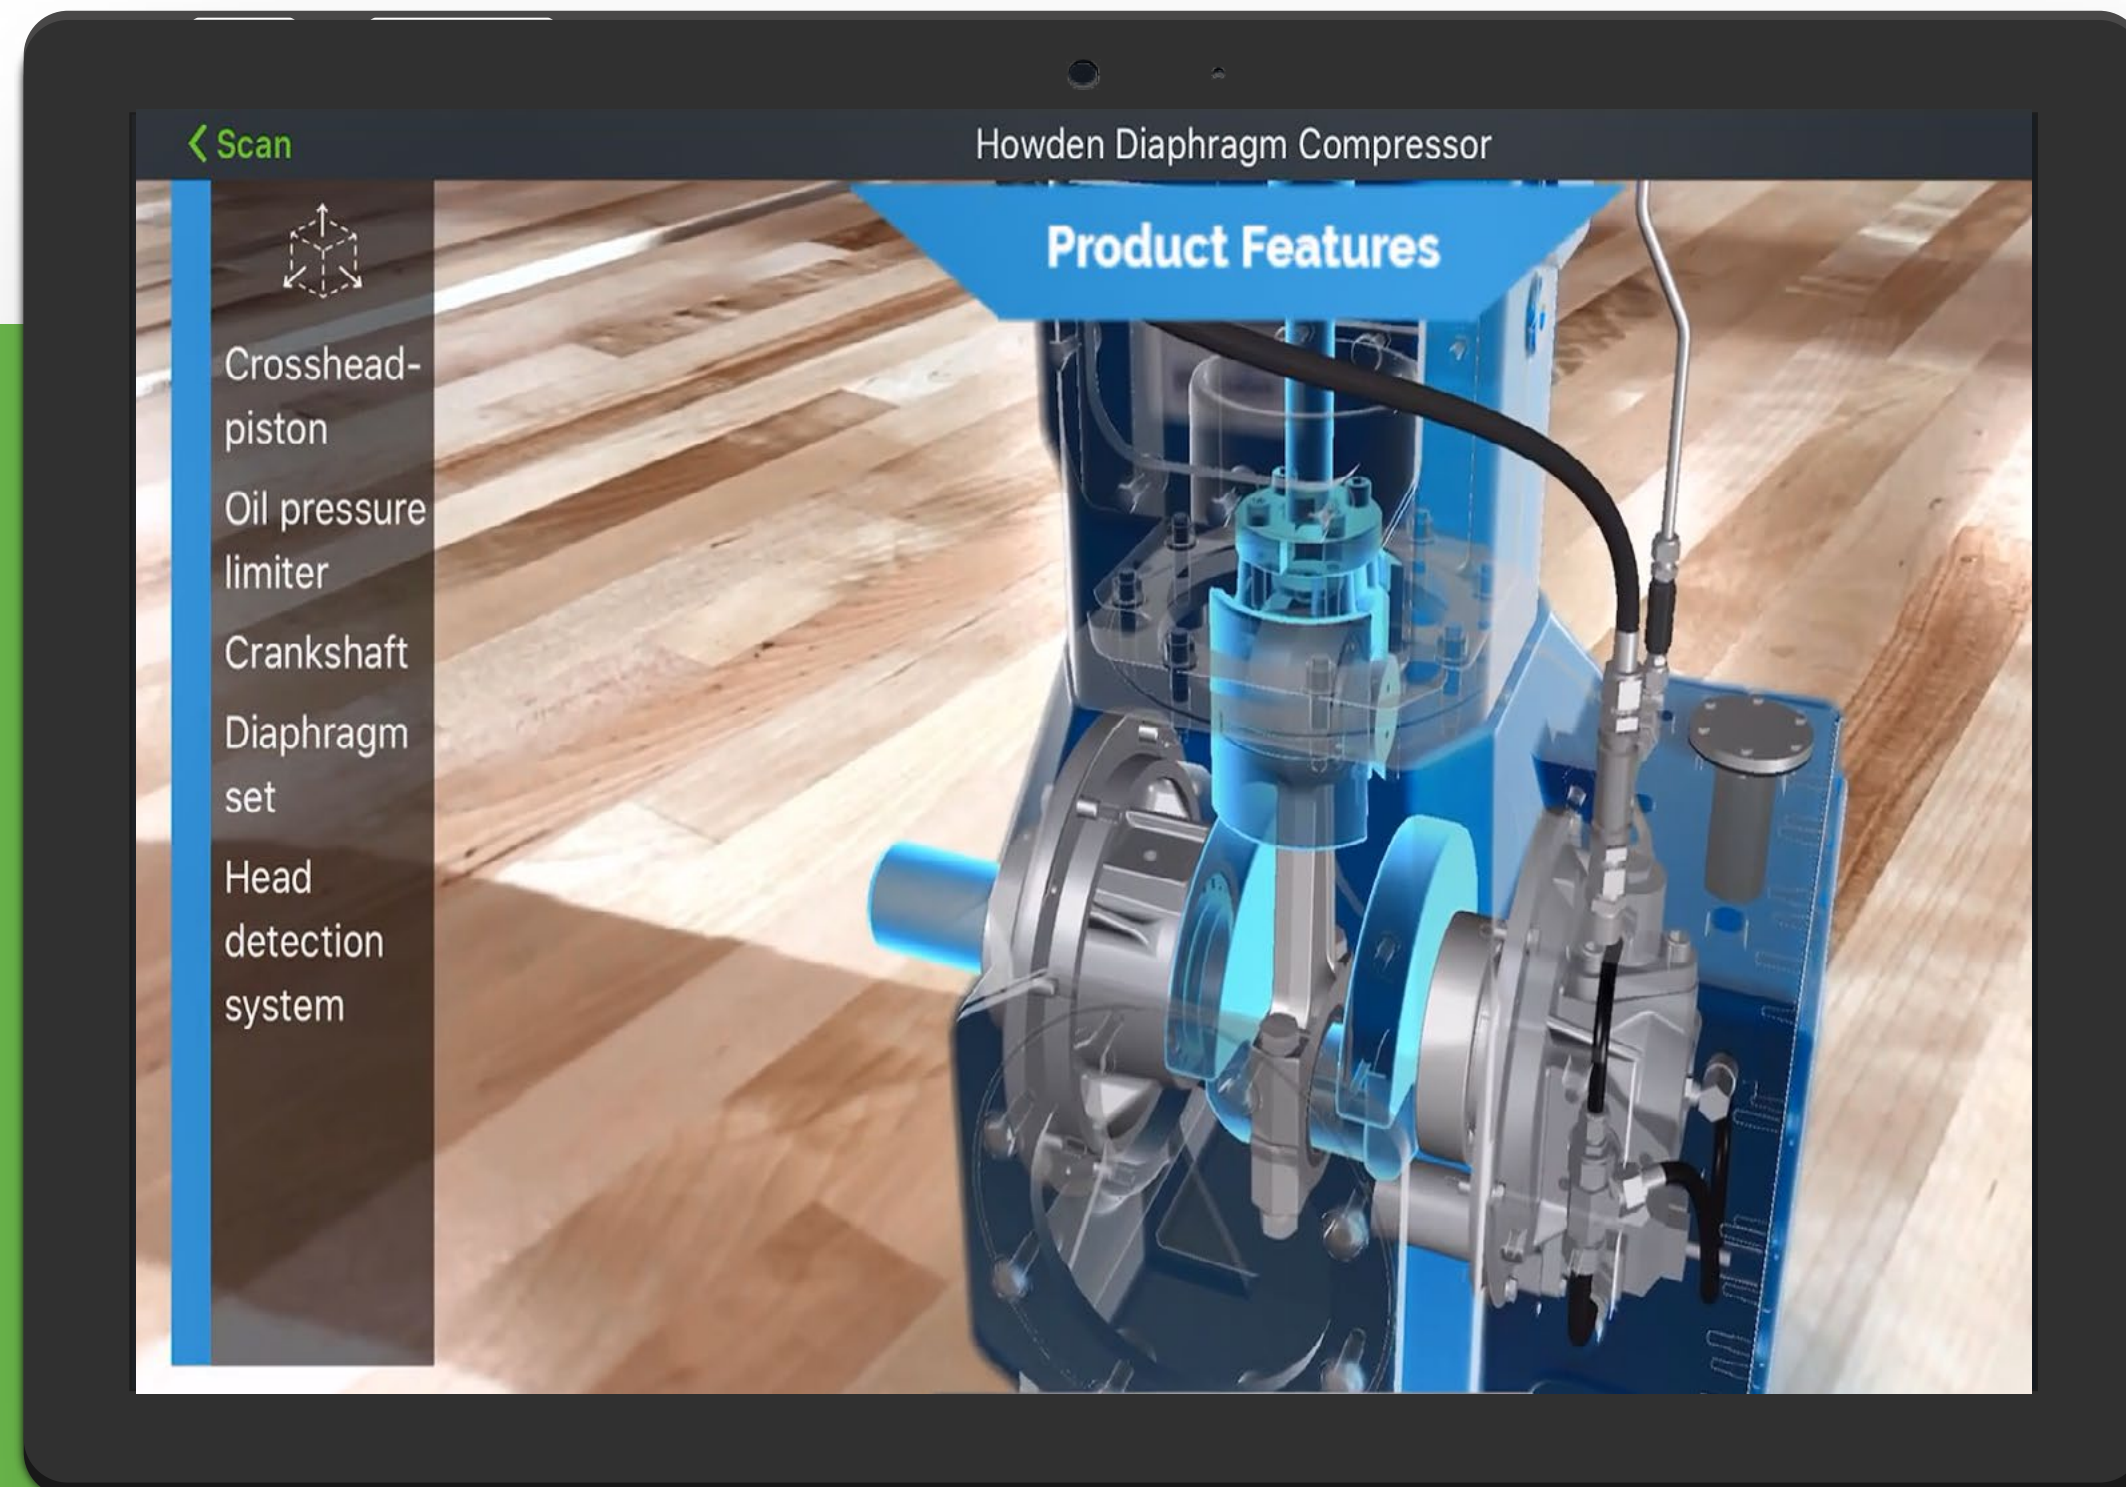 Scan
Howden Diaphragm Compressor
Product Features
Crosshead-
piston
Oil pressure
limiter
Crankshaft
Diaphragm
set
Head
detection
system